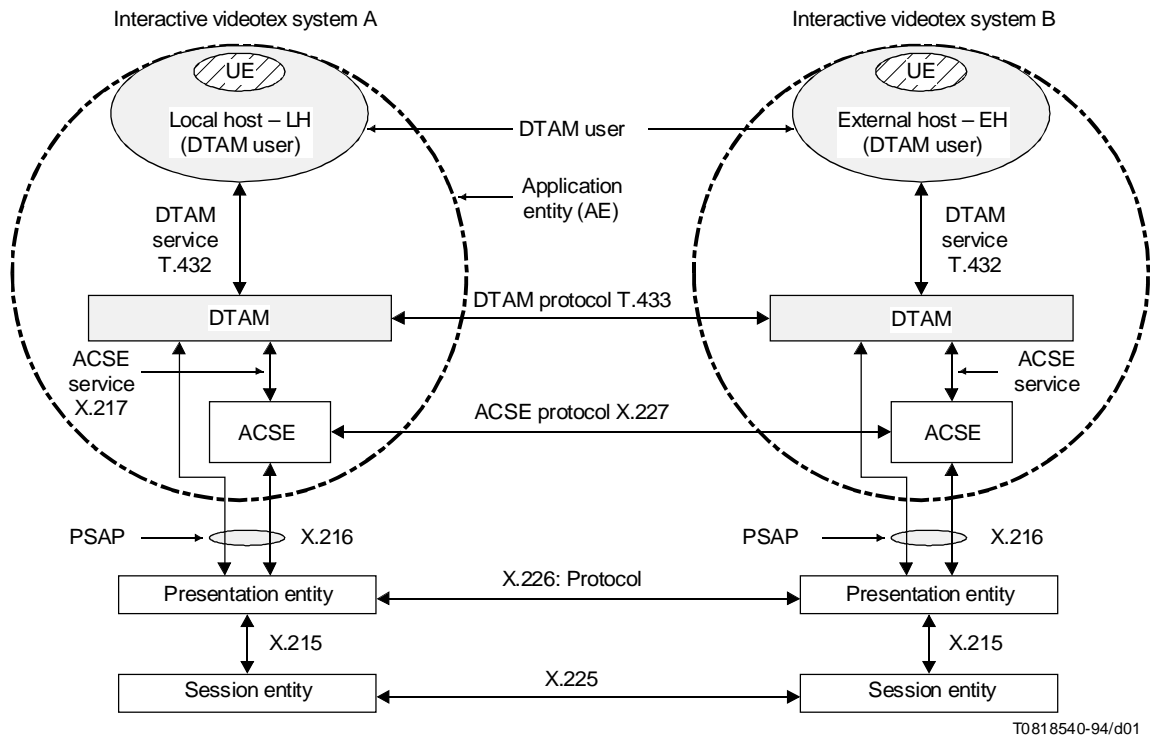 Interactive videotex system A
Interactive videotex system B
UE
UE
Local host – LH
(DTAM user)
DTAM user
External host – EH
(DTAM user)
Application
entity (AE)
DTAM
service
T.432
DTAM
service
T.432
DTAM protocol T.433
DTAM
DTAM
ACSE
service
X.217
ACSE
service
ACSE protocol X.227
ACSE
ACSE
PSAP
X.216
PSAP
X.216
X.226: Protocol
Presentation entity
Presentation entity
X.215
X.215
X.225
Session entity
Session entity
T0818540-94/d01